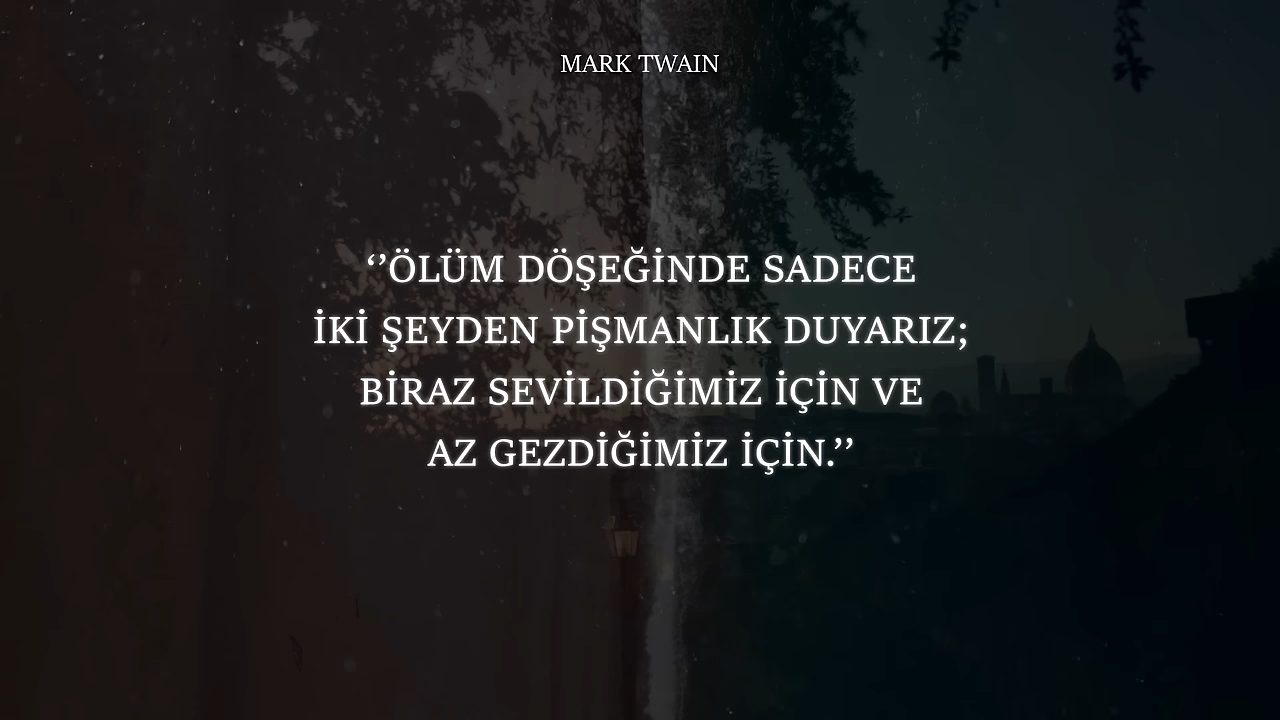 MARK TWAIN
‘’ÖLÜM DÖŞEĞİNDE SADECE
İKİ ŞEYDEN PİŞMANLIK DUYARIZ;
BİRAZ SEVİLDİĞİMİZ İÇİN VE
AZ GEZDİĞİMİZ İÇİN.’’